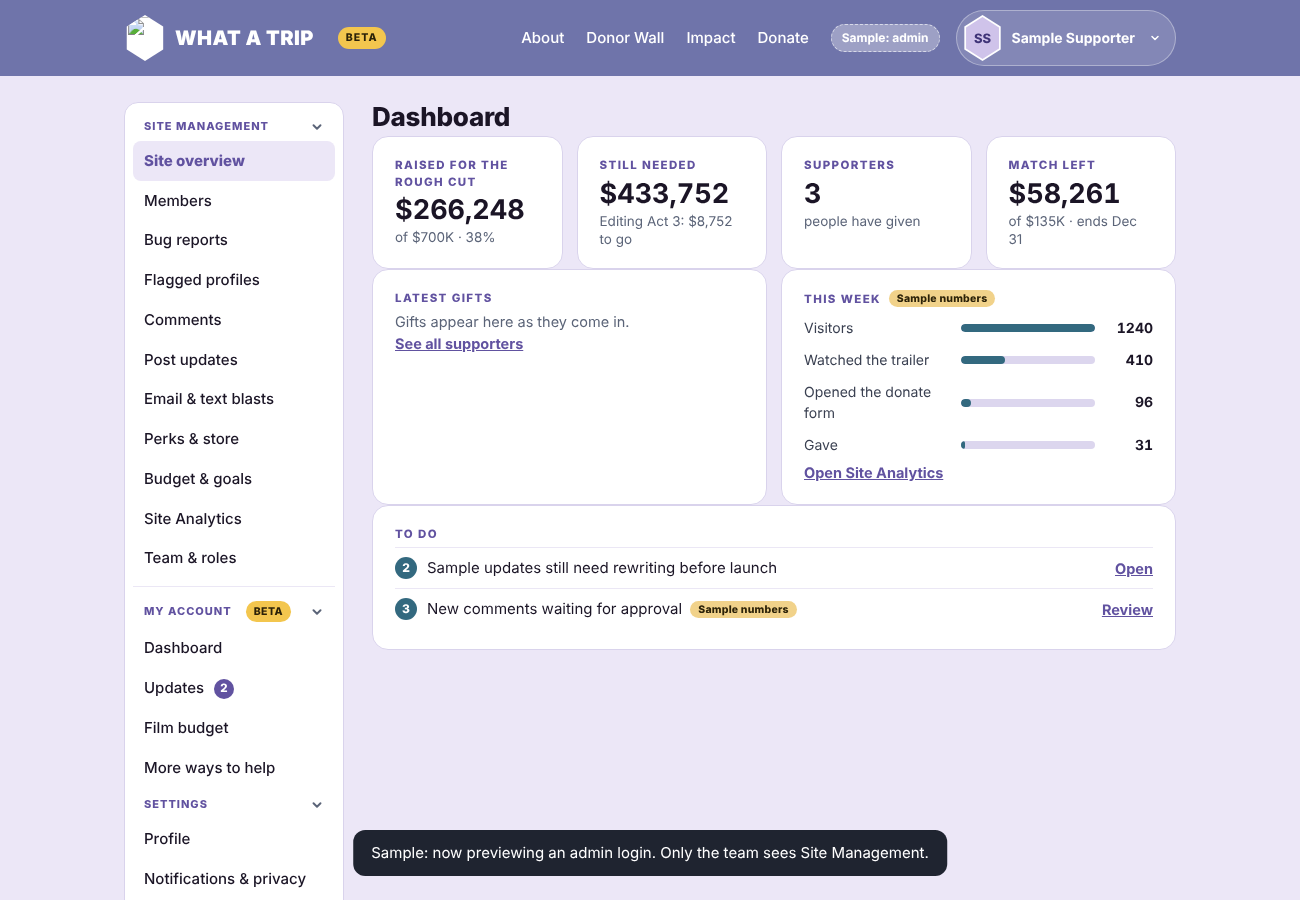 WHAT A TRIP
BETA
About
Donor Wall
Impact
Donate
Sample: admin
SS
Sample Supporter
SITE MANAGEMENT
Site overview
Members
Bug reports
Flagged profiles
Comments
Post updates
Email & text blasts
Perks & store
Budget & goals
Site Analytics
Team & roles
MY ACCOUNT
BETA
Dashboard
Updates
2
Film budget
More ways to help
SETTINGS
Profile
Notifications & privacy
Dashboard
RAISED FOR THE
ROUGH CUT
$266,248
of $700K · 38%
STILL NEEDED
$433,752
Editing Act 3: $8,752
to go
SUPPORTERS
3
people have given
MATCH LEFT
$58,261
of $135K · ends Dec
31
LATEST GIFTS
Gifts appear here as they come in.
See all supporters
THIS WEEK
Sample numbers
Visitors
1240
Watched the trailer
410
Opened the donate
form
96
Gave
31
Open Site Analytics
TO DO
2
Sample updates still need rewriting before launch
Open
3
New comments waiting for approval
Sample numbers
Review
Sample: now previewing an admin login. Only the team sees Site Management.